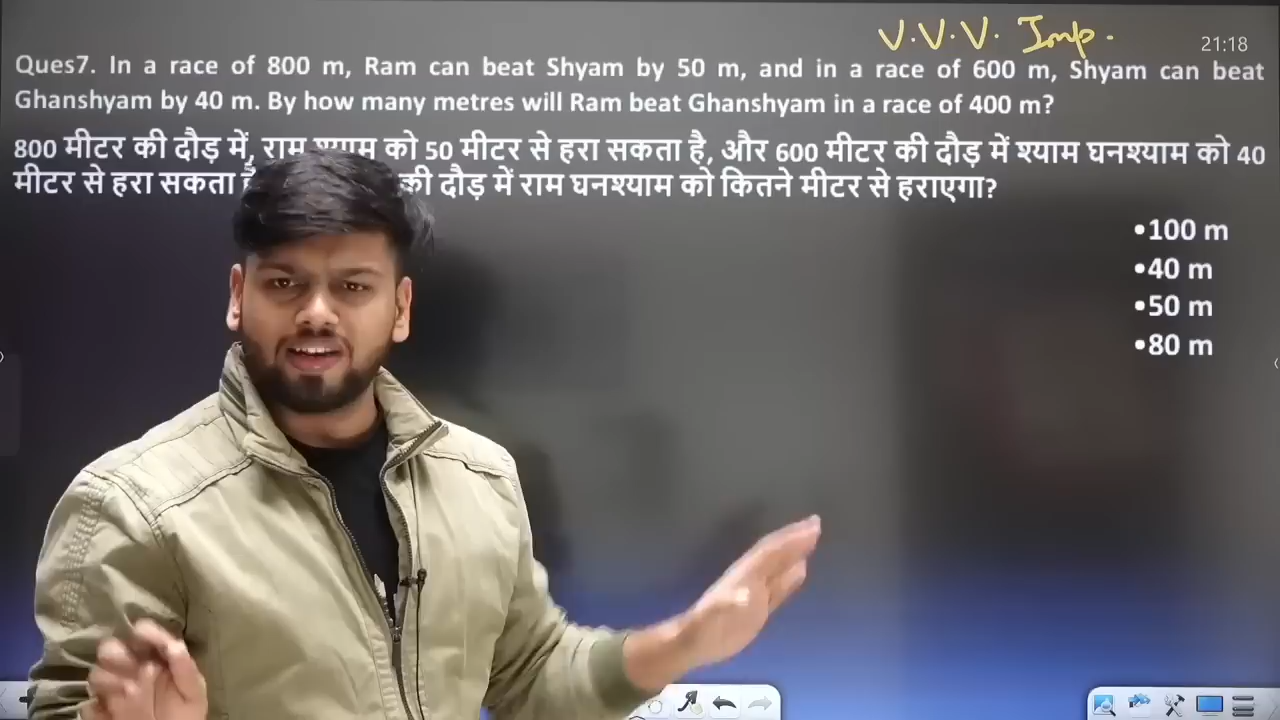 V.V.V. Imp.
21:18
Ques7. In a race of 800 m, Ram can beat Shyam by 50 m, and in a race of 600 m, Shyam can beat
Ghanshyam by 40 m. By how many metres will Ram beat Ghanshyam in a race of 400 m?
800 मीटर की दौड़ में, राम श्याम को 50 मीटर से हरा सकता है, और 600 मीटर की दौड़ में श्याम घनश्याम को 40
मीटर से हरा सकता की दौड़ में राम घनश्याम को कितने मीटर से हराएगा?
•100 m
•40 m
•50 m
•80 m